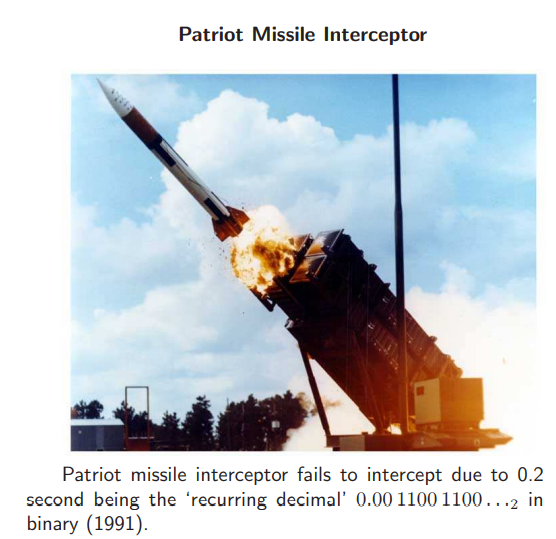 Patriot Missile Interceptor
Patriot missile interceptor fails to intercept due to 0.2
second being the ‘recurring decimal’ 0.00 1100 1100 . . .₂ in
binary (1991).